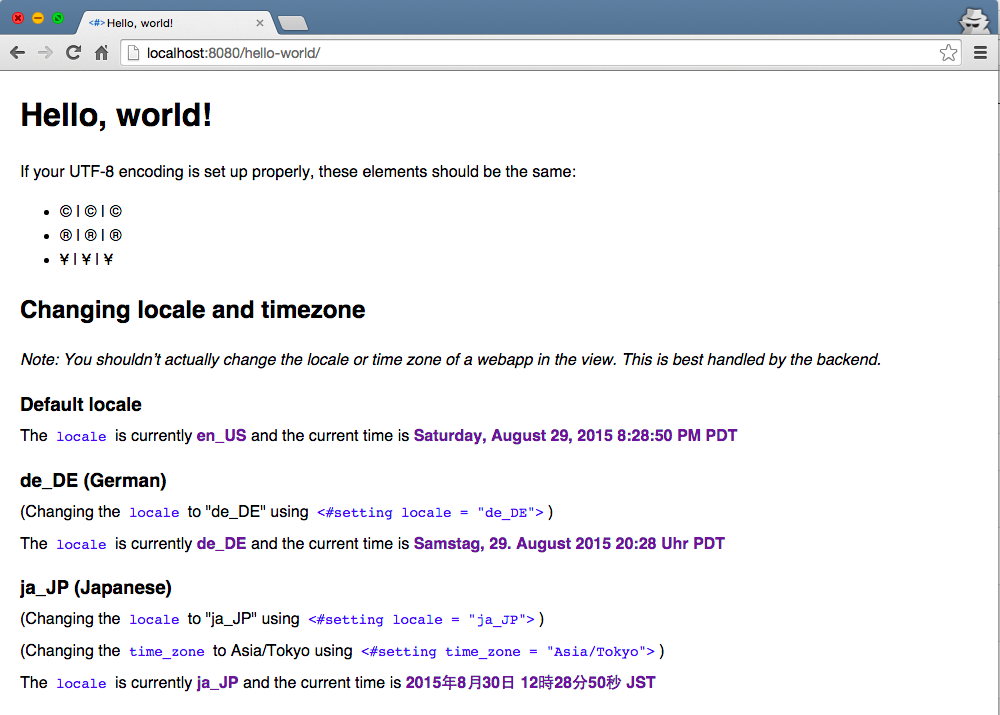 <#> Hello, world!
localhost:8080/hello-world/
Hello, world!
If your UTF-8 encoding is set up properly, these elements should be the same:
• © | © | ©
• ® | ® | ®
• ¥ | ¥ | ¥
Changing locale and timezone
Note: You shouldn’t actually change the locale or time zone of a webapp in the view. This is best handled by the backend.
Default locale
The locale is currently en_US and the current time is Saturday, August 29, 2015 8:28:50 PM PDT
de_DE (German)
(Changing the locale to "de_DE" using <#setting locale = "de_DE"> )
The locale is currently de_DE and the current time is Samstag, 29. August 2015 20:28 Uhr PDT
ja_JP (Japanese)
(Changing the locale to "ja_JP" using <#setting locale = "ja_JP"> )
(Changing the time_zone to Asia/Tokyo using <#setting time_zone = "Asia/Tokyo"> )
The locale is currently ja_JP and the current time is 2015年8月30日 12時28分50秒 JST